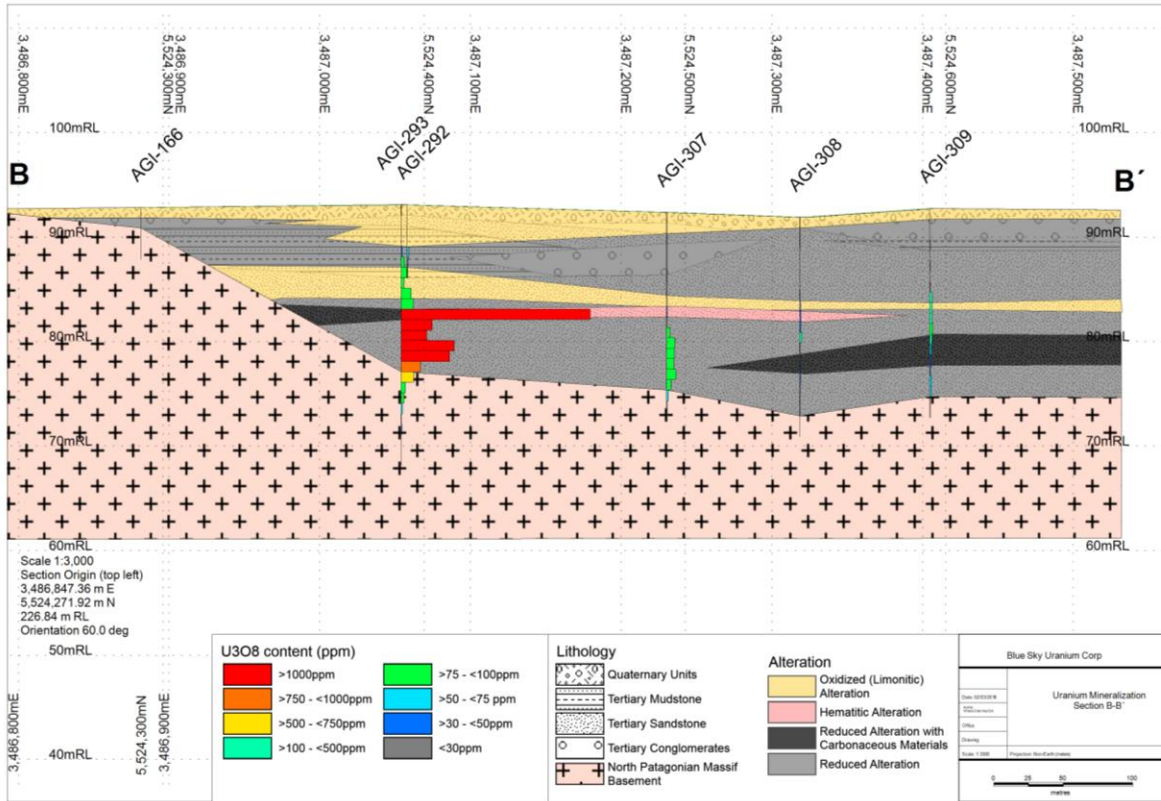 3,486,800mE
5,524,300mN
3,486,900mE
3,487,000mE
5,524,400mN
3,487,100mE
3,487,200mE
5,524,500mN
3,487,300mE
3,487,400mE
5,524,600mN
3,487,500mE
100mRL
100mRL
AGI-166
AGI-293
AGI-292
AGI-307
AGI-308
AGI-309
B
B´
90mRL
90mRL
80mRL
80mRL
70mRL
70mRL
60mRL
60mRL
Scale 1:3,000
Section Origin (top left)
3,486,847.36 m E
5,524,271.92 m N
226.84 m RL
Orientation 60.0 deg
50mRL
40mRL
3,486,800mE
5,524,300mN
3,486,900mE
U3O8 content (ppm)
>1000ppm
>750 - <1000ppm
>500 - <750ppm
>100 - <500ppm
>75 - <100ppm
>50 - <75 ppm
>30 - <50ppm
<30ppm
Lithology
Quaternary Units
Tertiary Mudstone
Tertiary Sandstone
Tertiary Conglomerates
North Patagonian Massif
Basement
Alteration
Oxidized (Limonitic)
Alteration
Hematitic Alteration
Reduced Alteration with
Carbonaceous Materials
Reduced Alteration
Blue Sky Uranium Corp
Uranium Mineralization
Section B-B´
Office
Drawing
Projection: Non-Earth (meters)
0 25 50 100
metres